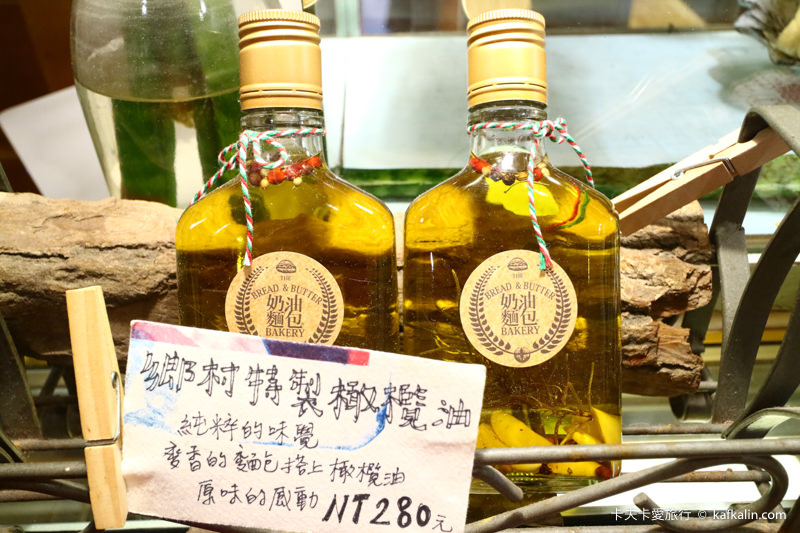 THE
BREAD & BUTTER
奶油
麵包
BAKERY
THE
BREAD & BUTTER
奶油
麵包
BAKERY
村特製橄欖油
純粹的味覺
麥香的麵包搭上橄欖油
原味的感動 NT280元
卡夫卡愛旅行 © kafkalin.com